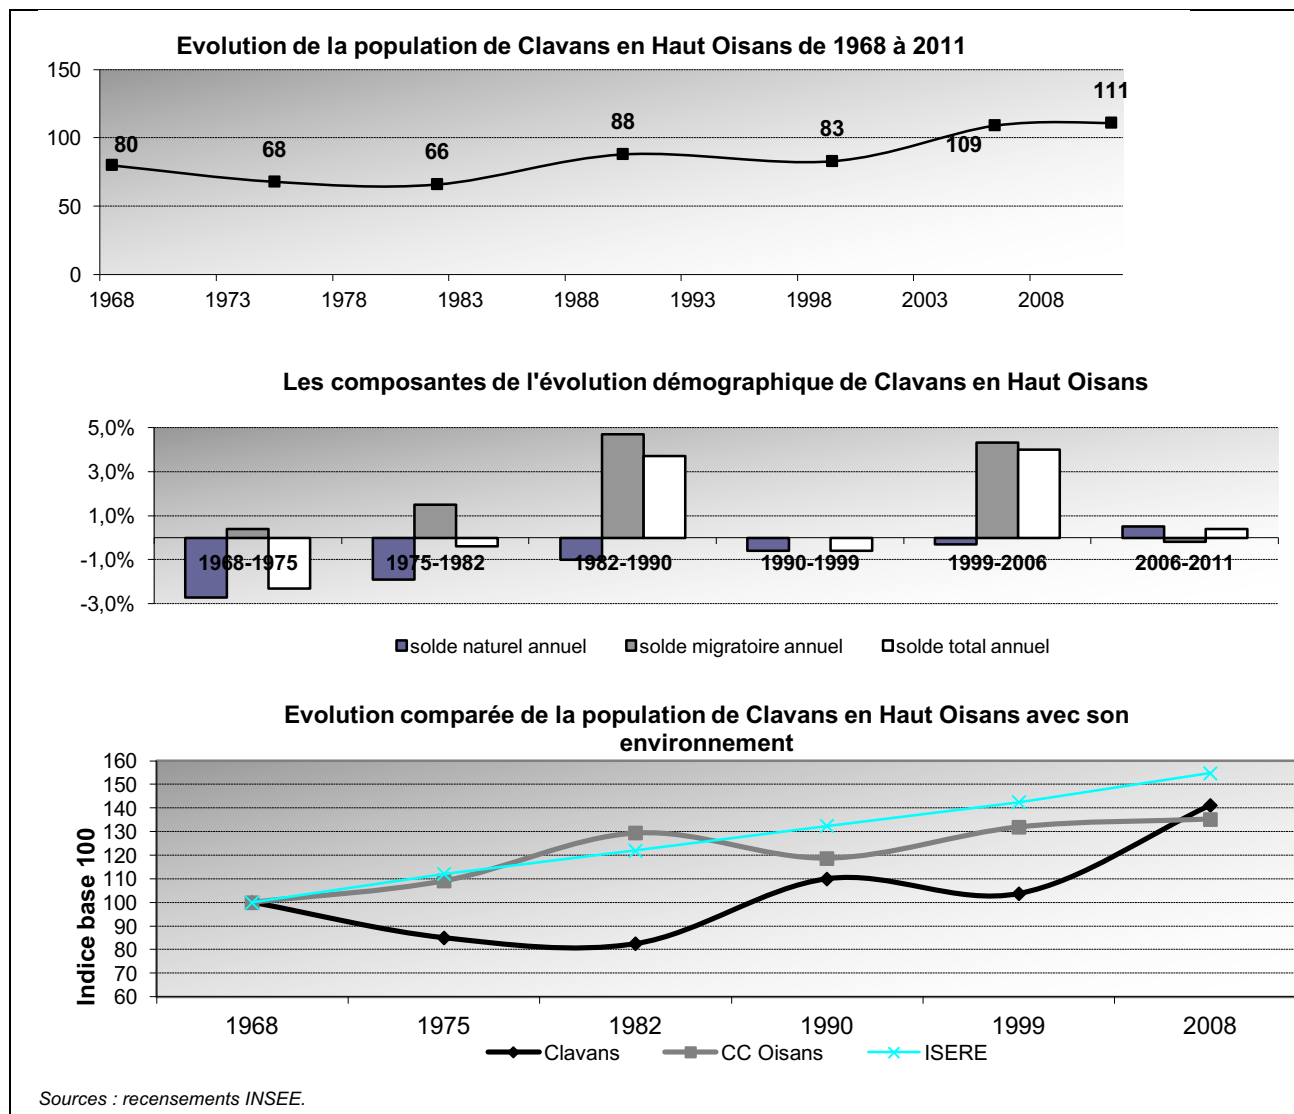 Evolution de la population de Clavans en Haut Oisans de 1968 à 2011
150
100
50
0
80
68
66
88
83
109
111
1968 1973 1978 1983 1988 1993 1998 2003 2008
Les composantes de l'évolution démographique de Clavans en Haut Oisans
5,0%
3,0%
1,0%
-1,0%
-3,0%
1968-1975 1975-1982 1982-1990 1990-1999 1999-2006 2006-2011
solde naturel annuel solde migratoire annuel solde total annuel
Evolution comparée de la population de Clavans en Haut Oisans avec son
environnement
Indice base 100
160
150
140
130
120
110
100
90
80
70
60
1968 1975 1982 1990 1999 2008
Clavans CC Oisans ISERE
Sources : recensements INSEE.